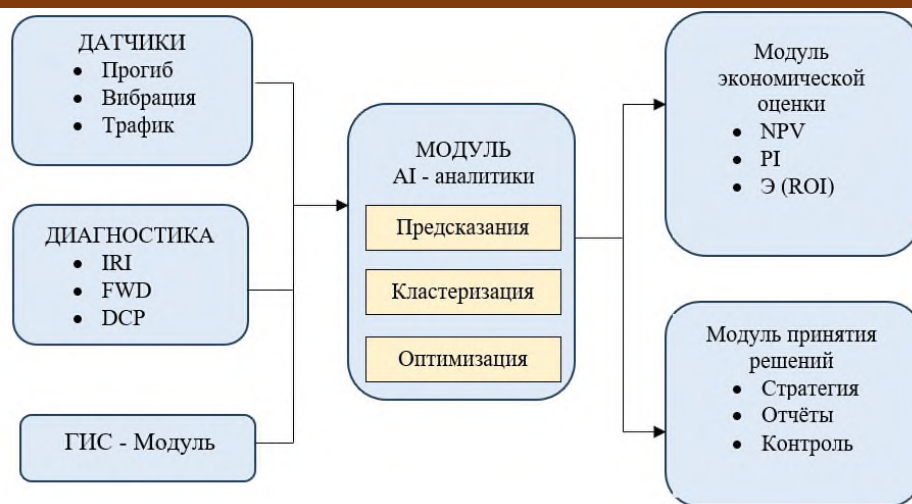 ДАТЧИКИ
• Прогиб
• Вибрация
• Трафик
ДИАГНОСТИКА
• IRI
• FWD
• DCP
ГИС - Модуль
МОДУЛЬ
AI - аналитики
Предсказания
Кластеризация
Оптимизация
Модуль
экономической
оценки
• NPV
• PI
• Э (ROI)
Модуль принятия
решений
• Стратегия
• Отчёты
• Контроль